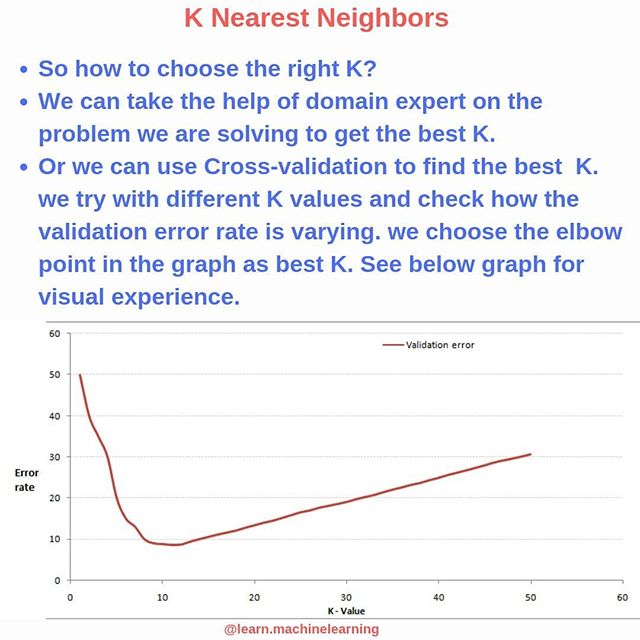 K Nearest Neighbors
• So how to choose the right K?
• We can take the help of domain expert on the
problem we are solving to get the best K.
• Or we can use Cross-validation to find the best  K.
we try with different K values and check how the
validation error rate is varying. we choose the elbow
point in the graph as best K. See below graph for
visual experience.
Validation error
60
50
40
30
20
10
0
Error
rate
0 10 20 30 40 50 60
K - Value
@learn.machinelearning